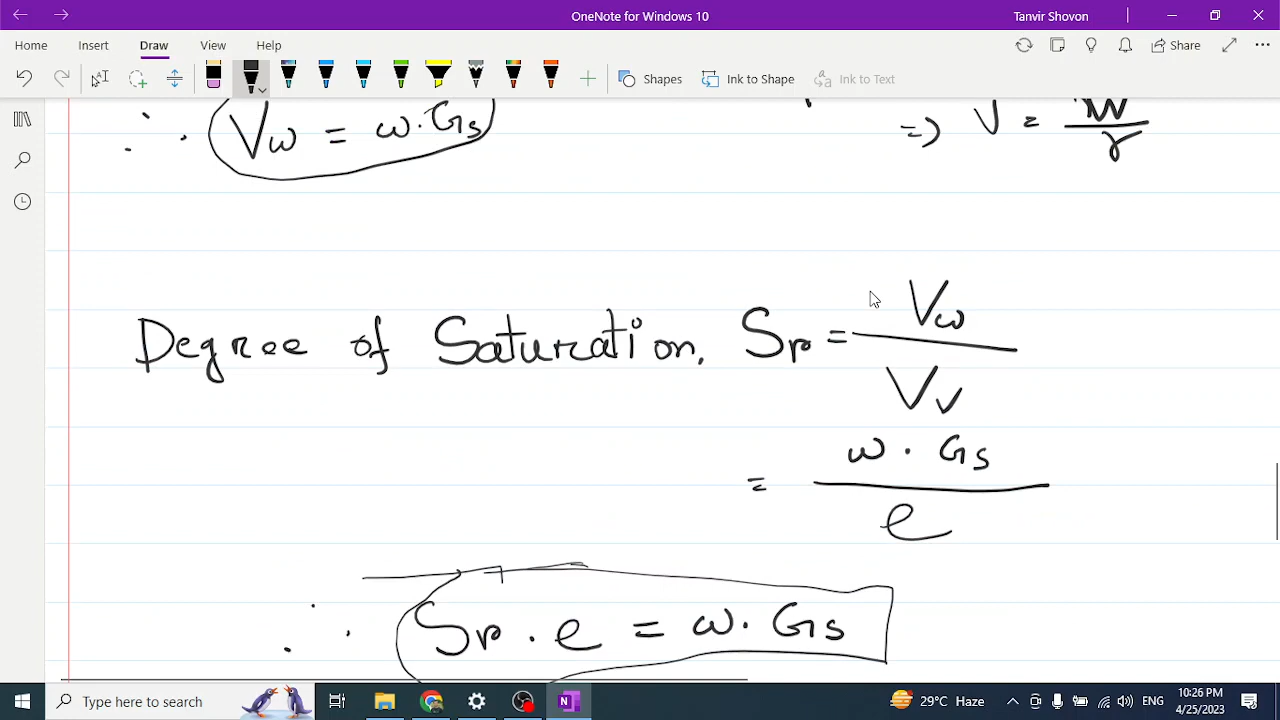 OneNote for Windows 10
Tanvir Shovon
Home Insert Draw View Help
Share
Shapes
Ink to Shape
Ink to Text
∴ Vω = ω·Gs
=> V = W/γ
Degree of Saturation, Sr = Vω/Vv
= ω·Gs/e
∴ Sr·e = ω·Gs
Type here to search
29°C Haze
ENG
10:26 PM
4/25/2023